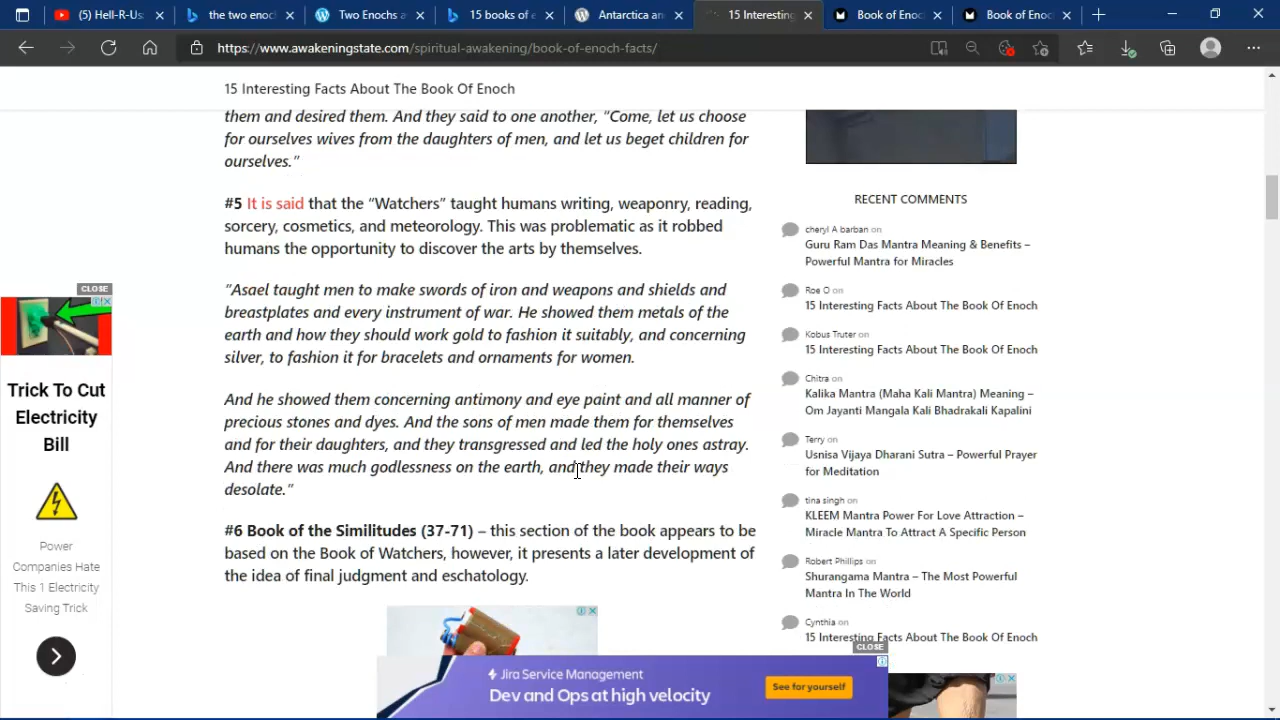 (5) Hell-R-Us:
the two enoc
Two Enochs a
15 books of e
Antarctica an
15 Interesting
Book of Enoc
Book of Enoc
https://www.awakeningstate.com/spiritual-awakening/book-of-enoch-facts/
15 Interesting Facts About The Book Of Enoch
them and desired them. And they said to one another, “Come, let us choose
for ourselves wives from the daughters of men, and let us beget children for
ourselves.”
#5 It is said that the “Watchers” taught humans writing, weaponry, reading,
sorcery, cosmetics, and meteorology. This was problematic as it robbed
humans the opportunity to discover the arts by themselves.
“Asael taught men to make swords of iron and weapons and shields and
breastplates and every instrument of war. He showed them metals of the
earth and how they should work gold to fashion it suitably, and concerning
silver, to fashion it for bracelets and ornaments for women.
And he showed them concerning antimony and eye paint and all manner of
precious stones and dyes. And the sons of men made them for themselves
and for their daughters, and they transgressed and led the holy ones astray.
And there was much godlessness on the earth, and they made their ways
desolate.”
#6 Book of the Similitudes (37-71) – this section of the book appears to be
based on the Book of Watchers, however, it presents a later development of
the idea of final judgment and eschatology.
CLOSE
Trick To Cut
Electricity
Bill
Power
Companies Hate
This 1 Electricity
Saving Trick
RECENT COMMENTS
cheryl A barban on
Guru Ram Das Mantra Meaning & Benefits –
Powerful Mantra for Miracles
Roe O on
15 Interesting Facts About The Book Of Enoch
Kobus Truter on
15 Interesting Facts About The Book Of Enoch
Chitra on
Kalika Mantra (Maha Kali Mantra) Meaning –
Om Jayanti Mangala Kali Bhadrakali Kapalini
Terry on
Usnisa Vijaya Dharani Sutra – Powerful Prayer
for Meditation
tina singh on
KLEEM Mantra Power For Love Attraction –
Miracle Mantra To Attract A Specific Person
Robert Phillips on
Shurangama Mantra – The Most Powerful
Mantra In The World
Cynthia on
15 Interesting Facts About The Book Of Enoch
CLOSE
Jira Service Management
Dev and Ops at high velocity
See for yourself